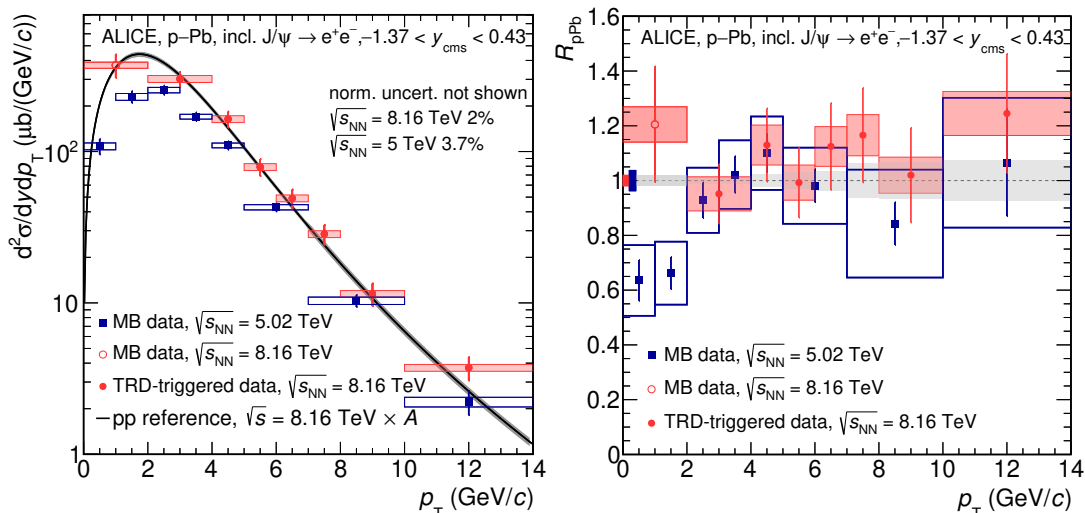 ALICE, p–Pb, incl. J/ψ → e⁺e⁻,–1.37 < y_cms < 0.43
norm. uncert. not shown
√s_NN = 8.16 TeV 2%
√s_NN = 5 TeV 3.7%
d²σ/dydp_T (μb/(GeV/c))
10²
10
1
MB data, √s_NN = 5.02 TeV
MB data, √s_NN = 8.16 TeV
TRD-triggered data, √s_NN = 8.16 TeV
pp reference, √s = 8.16 TeV × A
0 2 4 6 8 10 12 14
p_T (GeV/c)
R_pPb
ALICE, p–Pb, incl. J/ψ → e⁺e⁻,–1.37 < y_cms < 0.43
1.6
1.4
1.2
1
0.8
0.6
0.4
0.2
0
MB data, √s_NN = 5.02 TeV
MB data, √s_NN = 8.16 TeV
TRD-triggered data, √s_NN = 8.16 TeV
0 2 4 6 8 10 12 14
p_T (GeV/c)